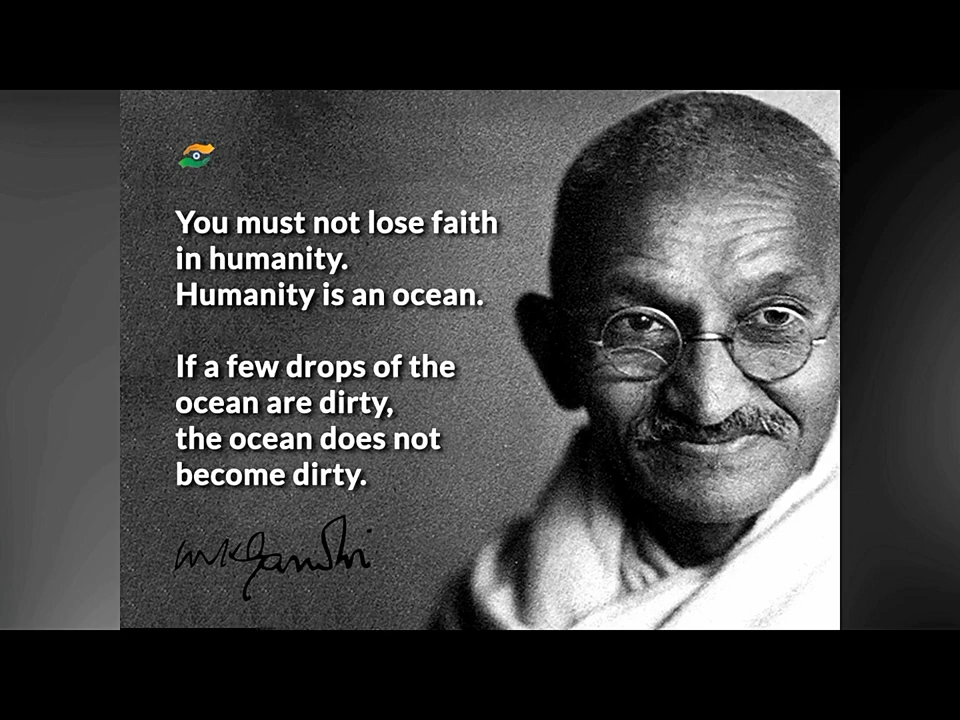 You must not lose faith
in humanity.
Humanity is an ocean.
If a few drops of the
ocean are dirty,
the ocean does not
become dirty.
mkGandhi